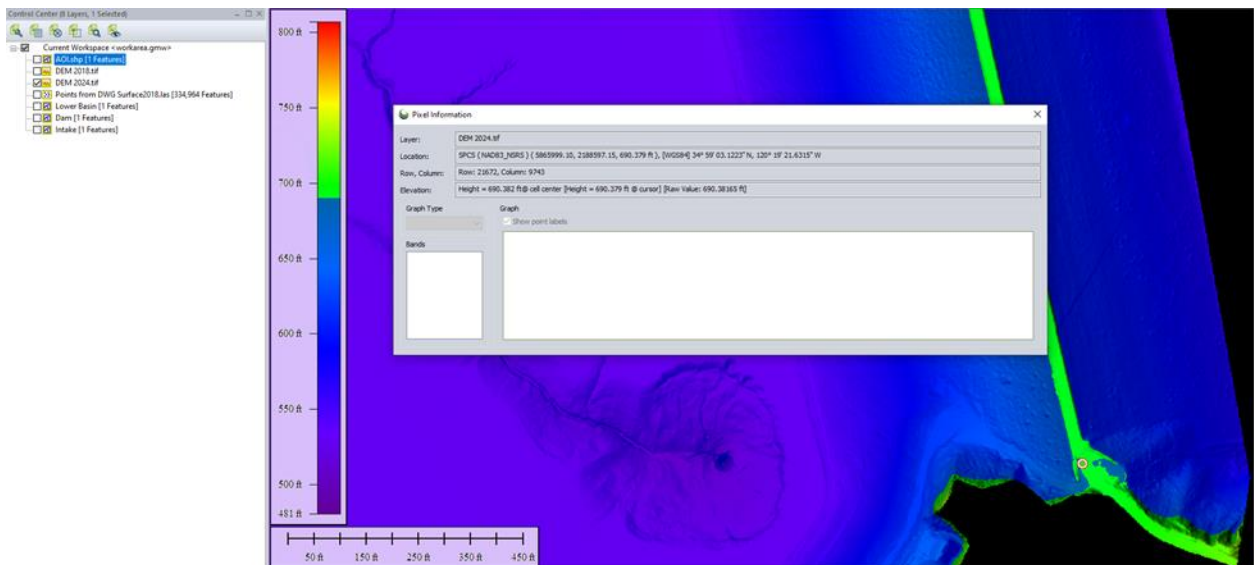 Control Center (8 Layers, 1 Selected)
Current Workspace <workarea.gmw>
AOI.shp [1 Features]
DEM 2018.tif
DEM 2024.tif
Points from DWG Surface2018.las [334,964 Features]
Lower Basin [1 Features]
Dam [1 Features]
Intake [1 Features]
800 ft
750 ft
700 ft
650 ft
600 ft
550 ft
500 ft
481 ft
50 ft 150 ft 250 ft 350 ft 450 ft
Pixel Information
Layer: DEM 2024.tif
Location: SPCS ( NAD83_NSRS ) ( 5865999.10, 2188597.15, 690.379 ft ), [WGS84] 34° 59' 03.1223" N, 120° 19' 21.6315" W
Row, Column: Row: 21672, Column: 9743
Elevation: Height = 690.382 ft@ cell center [Height = 690.379 ft @ cursor] [Raw Value: 690.38165 ft]
Graph Type
Graph
Show point labels
Bands